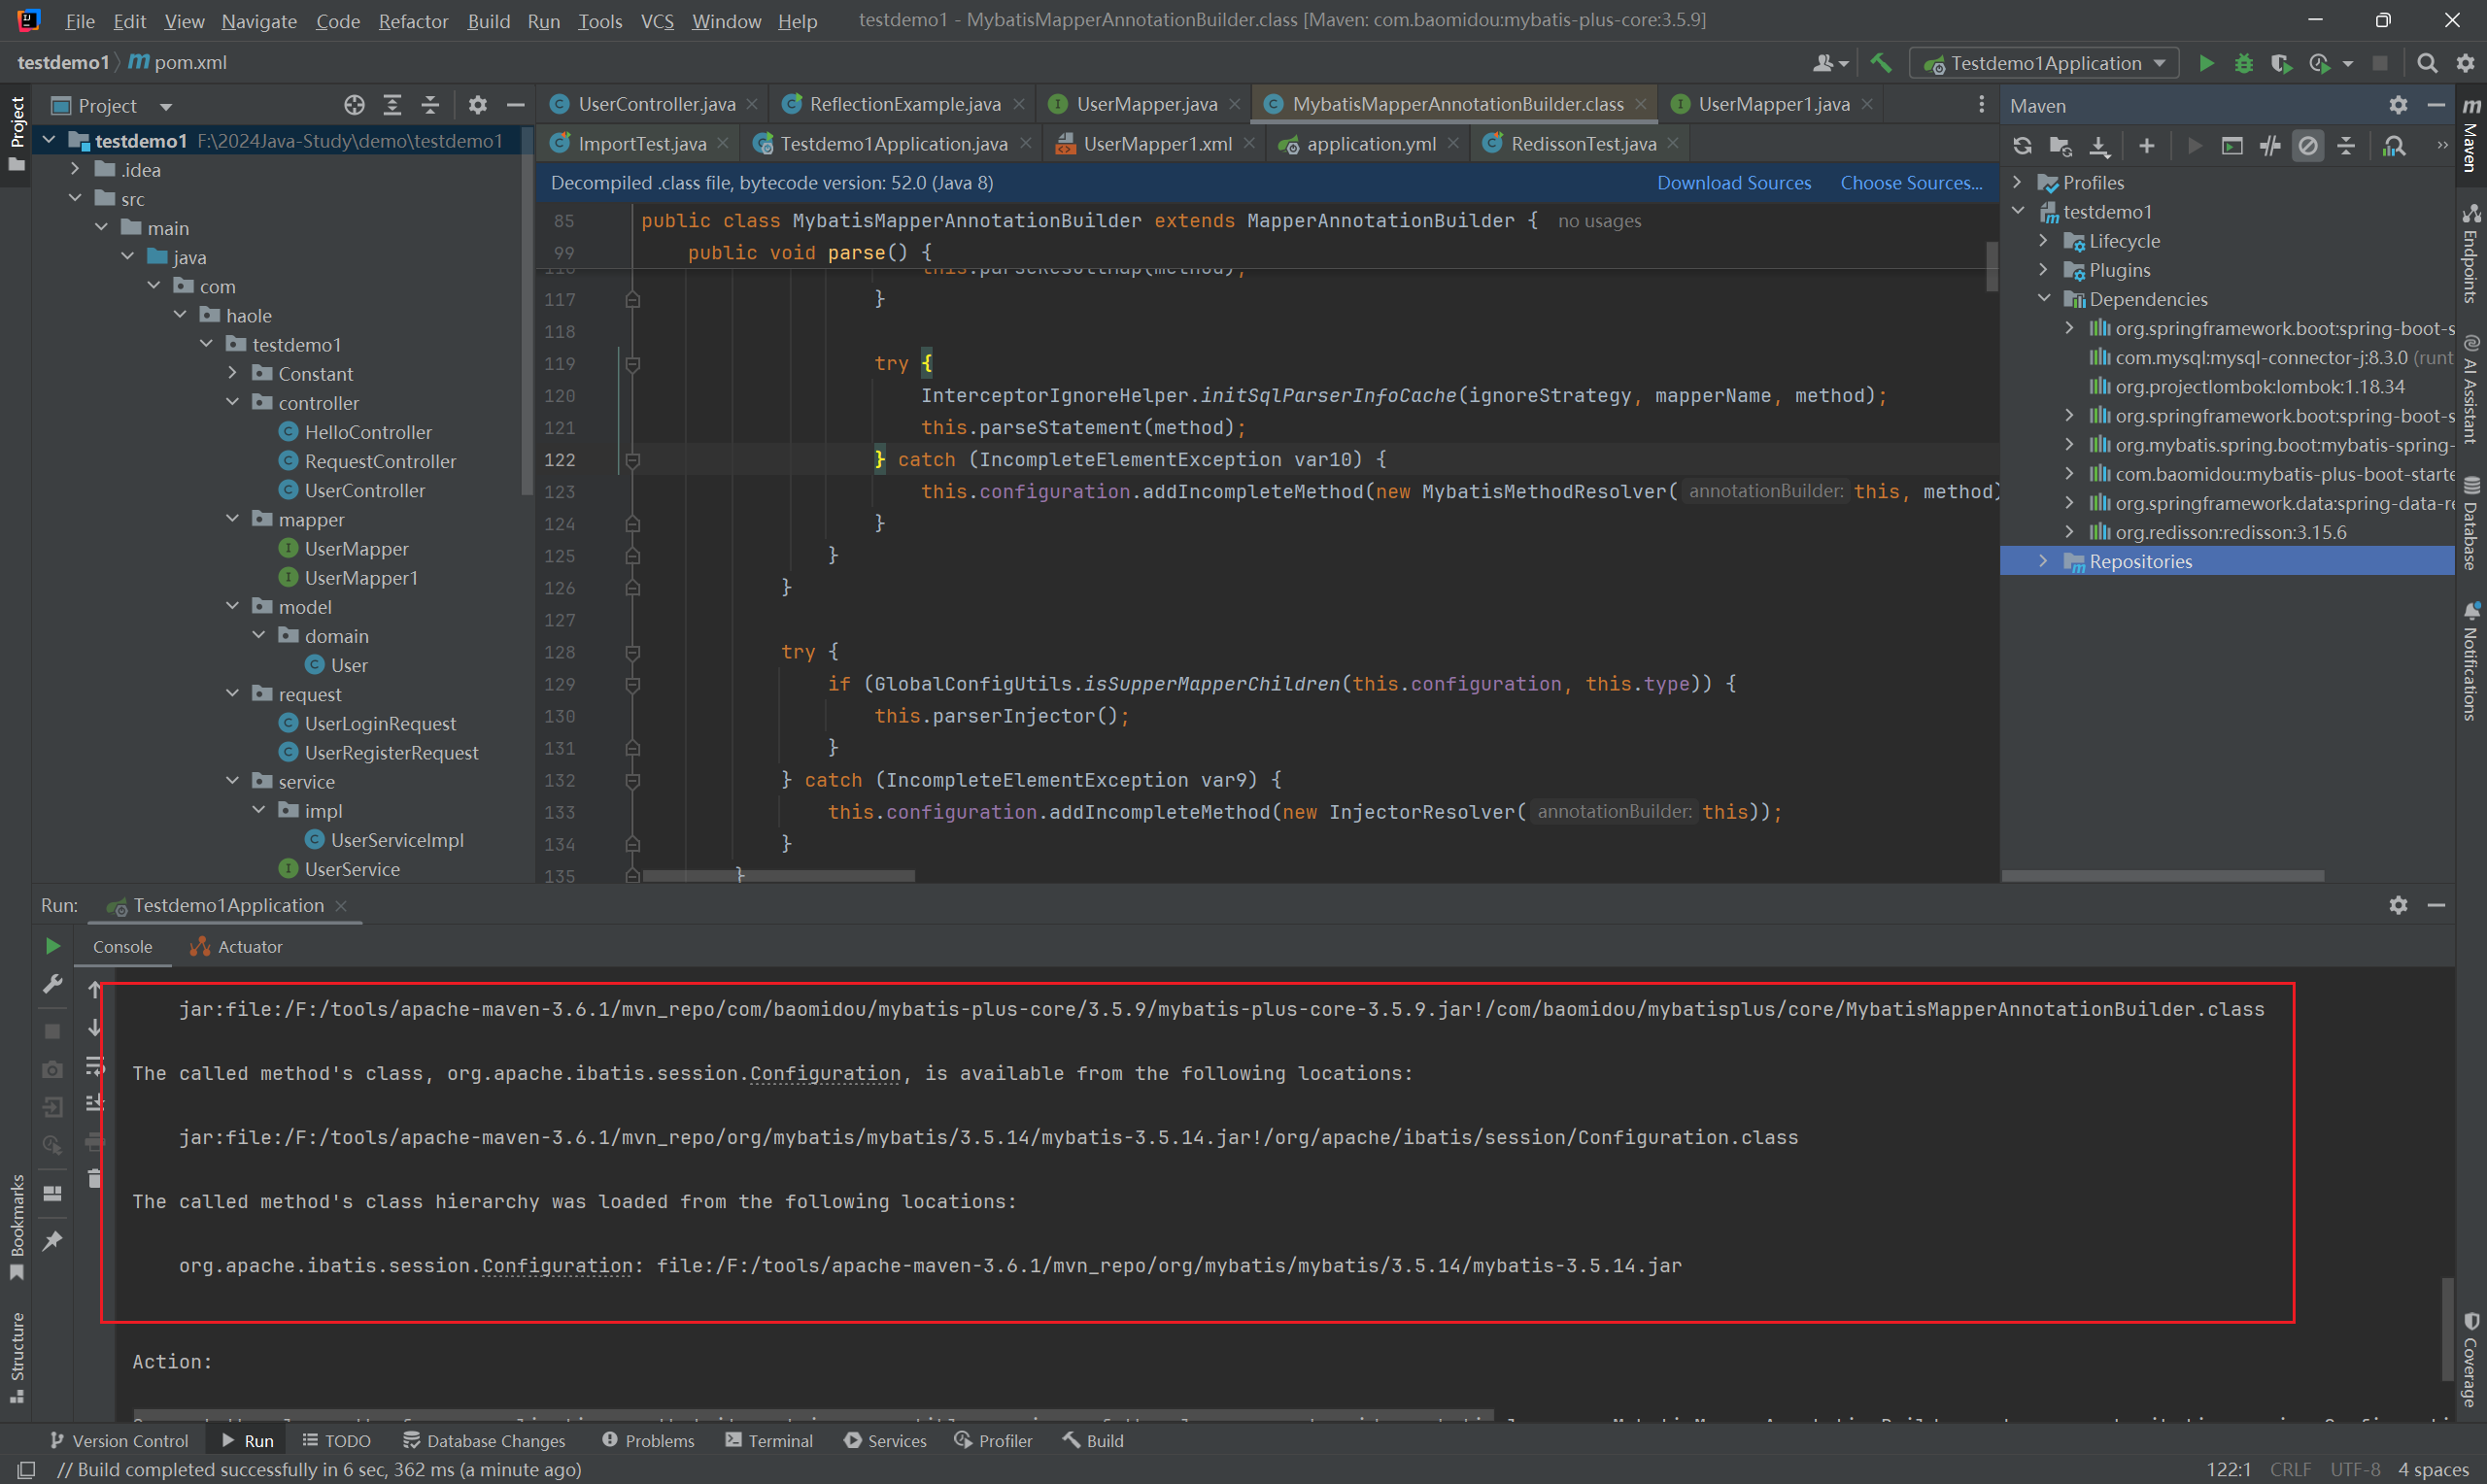 File Edit View Navigate Code Refactor Build Run Tools VCS Window Help testdemo1 - MybatisMapperAnnotationBuilder.class [Maven: com.baomidou:mybatis-plus-core:3.5.9]
testdemo1 pom.xml Testdemo1Application
Project
UserController.java ReflectionExample.java UserMapper.java MybatisMapperAnnotationBuilder.class UserMapper1.java
ImportTest.java Testdemo1Application.java UserMapper1.xml application.yml RedissonTest.java
Project
testdemo1 F:\2024Java-Study\demo\testdemo1
.idea
src
main
java
com
haole
testdemo1
Constant
controller
HelloController
RequestController
UserController
mapper
UserMapper
UserMapper1
model
domain
User
request
UserLoginRequest
UserRegisterRequest
service
impl
UserServiceImpl
UserService
Decompiled .class file, bytecode version: 52.0 (Java 8) Download Sources Choose Sources...
85 public class MybatisMapperAnnotationBuilder extends MapperAnnotationBuilder { no usages
99 public void parse() {
116 this.parseResultMap(method);
117 }
118
119 try {
120 InterceptorIgnoreHelper.initSqlParserInfoCache(ignoreStrategy, mapperName, method);
121 this.parseStatement(method);
122 } catch (IncompleteElementException var10) {
123 this.configuration.addIncompleteMethod(new MybatisMethodResolver( annotationBuilder: this, method)
124 }
125 }
126 }
127
128 try {
129 if (GlobalConfigUtils.isSupperMapperChildren(this.configuration, this.type)) {
130 this.parserInjector();
131 }
132 } catch (IncompleteElementException var9) {
133 this.configuration.addIncompleteMethod(new InjectorResolver( annotationBuilder: this));
134 }
135 }
Maven
Profiles
testdemo1
Lifecycle
Plugins
Dependencies
org.springframework.boot:spring-boot-s
com.mysql:mysql-connector-j:8.3.0 (runt
org.projectlombok:lombok:1.18.34
org.springframework.boot:spring-boot-s
org.mybatis.spring.boot:mybatis-spring-
com.baomidou:mybatis-plus-boot-starte
org.springframework.data:spring-data-re
org.redisson:redisson:3.15.6
Repositories
Maven
Endpoints
AI Assistant
Database
Notifications
Coverage
Run: Testdemo1Application
Console Actuator
jar:file:/F:/tools/apache-maven-3.6.1/mvn_repo/com/baomidou/mybatis-plus-core/3.5.9/mybatis-plus-core-3.5.9.jar!/com/baomidou/mybatisplus/core/MybatisMapperAnnotationBuilder.class
The called method's class, org.apache.ibatis.session.Configuration, is available from the following locations:
jar:file:/F:/tools/apache-maven-3.6.1/mvn_repo/org/mybatis/mybatis/3.5.14/mybatis-3.5.14.jar!/org/apache/ibatis/session/Configuration.class
The called method's class hierarchy was loaded from the following locations:
org.apache.ibatis.session.Configuration: file:/F:/tools/apache-maven-3.6.1/mvn_repo/org/mybatis/mybatis/3.5.14/mybatis-3.5.14.jar
Action:
Bookmarks
Structure
Version Control Run TODO Database Changes Problems Terminal Services Profiler Build
// Build completed successfully in 6 sec, 362 ms (a minute ago) 122:1 CRLF UTF-8 4 spaces